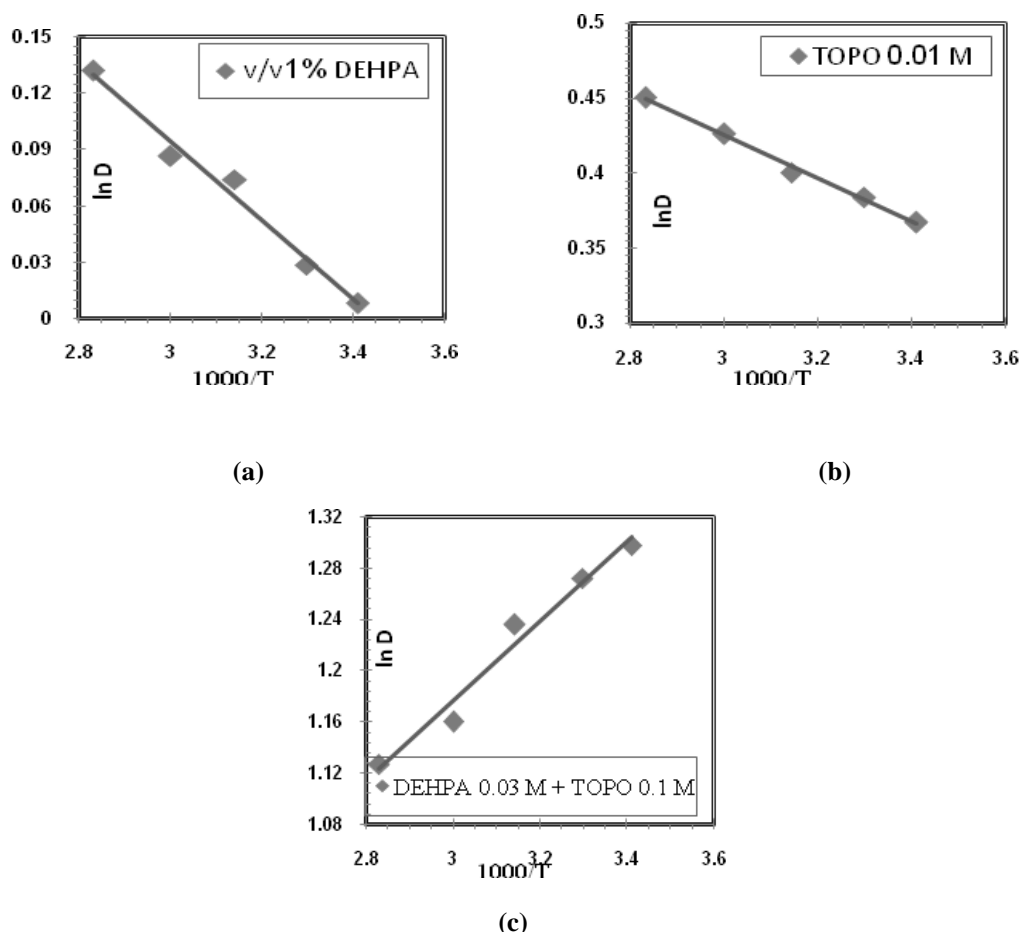 0.15
0.12
0.09
0.06
0.03
0
ln D
v/v1% DEHPA
2.8 3 3.2 3.4 3.6
1000/T
(a)
0.5
0.45
0.4
0.35
0.3
lnD
TOPO 0.01 M
2.8 3 3.2 3.4 3.6
1000/T
(b)
1.32
1.28
1.24
1.2
1.16
1.12
1.08
ln D
DEHPA 0.03 M + TOPO 0.1 M
2.8 3 3.2 3.4 3.6
1000/T
(c)